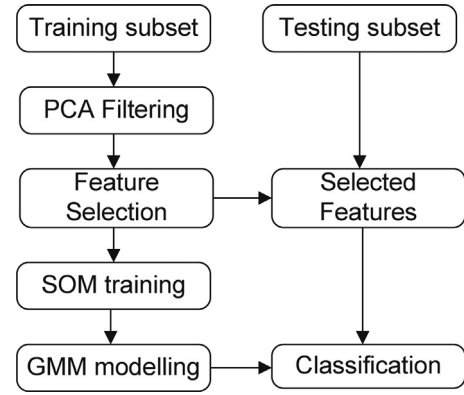 Training subset
Testing subset
PCA Filtering
Feature
Selection
Selected
Features
SOM training
GMM modelling
Classification